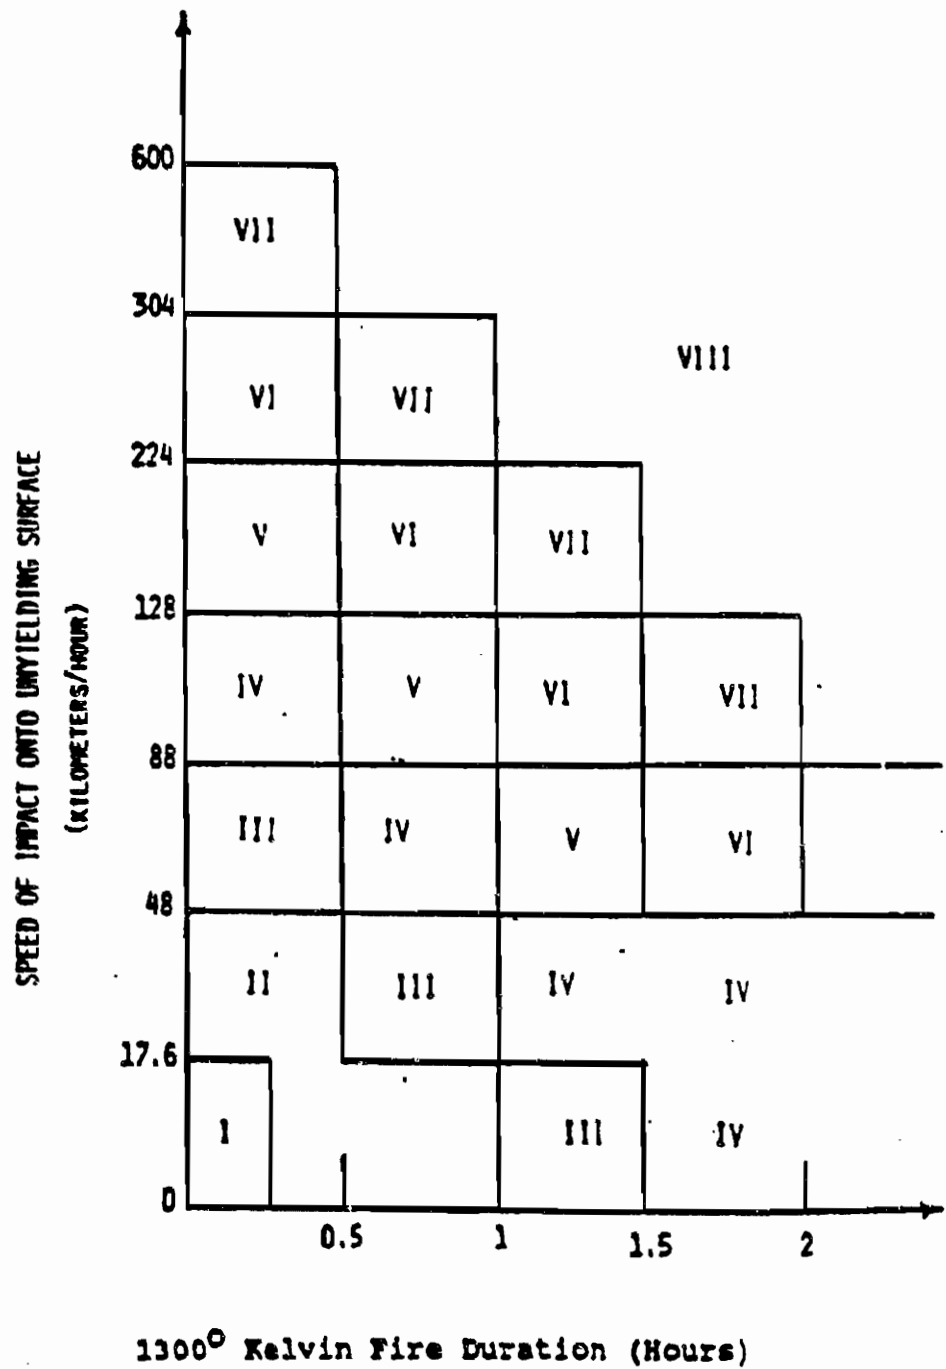 SPEED OF IMPACT ONTO UNYIELDING SURFACE
(KILOMETERS/HOUR)
600
VII
304
VI VII VIII
224
V VI VII
128
IV V VI VII
88
III IV V VI
48
II III IV IV
17.6
I III IV
0
0.5 1 1.5 2
1300° Kelvin Fire Duration (Hours)